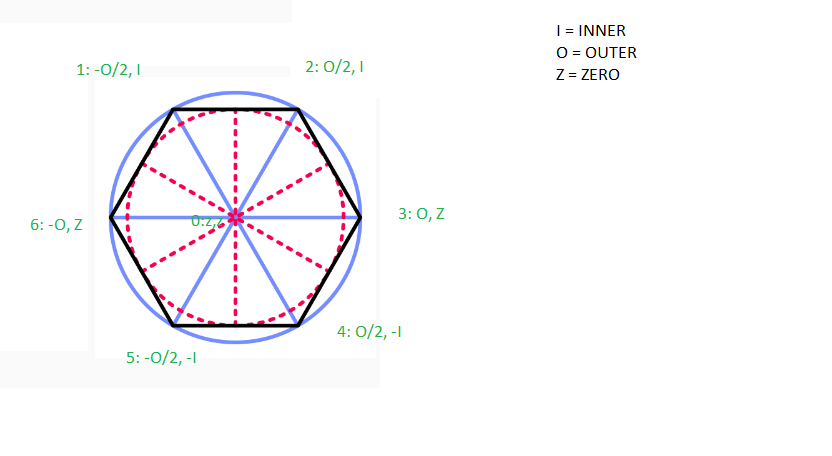 I = INNER
O = OUTER
Z = ZERO
1: -O/2, I
2: O/2, I
6: -O, Z
0:z,z
3: O, Z
4: O/2, -I
5: -O/2, -I